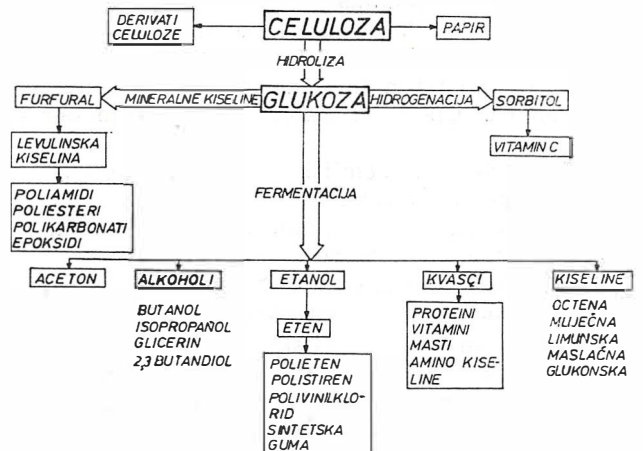 DERIVATI
CELULOZE
CELULOZA
PAPIR
HIDROLIZA
FURFURAL
MINERALNE KISELINE
GLUKOZA
HIDROGENACIJA
SORBITOL
LEVULINSKA
KISELINA
VITAMIN C
POLIAMIDI
POLIESTERI
POLIKARBONATI
EPOKSIDI
FERMENTACIJA
ACETON
ALKOHOLI
ETANOL
KVASCI
KISELINE
BUTANOL
ISOPROPANOL
GLICERIN
2,3 BUTANDIOL
ETEN
POLIETEN
POLISTIREN
POLIVINILKLO-
RID
SINTETSKA
GUMA
PROTEINI
VITAMINI
MASTI
AMINO KISE-
LINE
OCTENA
MLIJEČNA
LIMUNSKA
MASLAČNA
GLUKONSKA